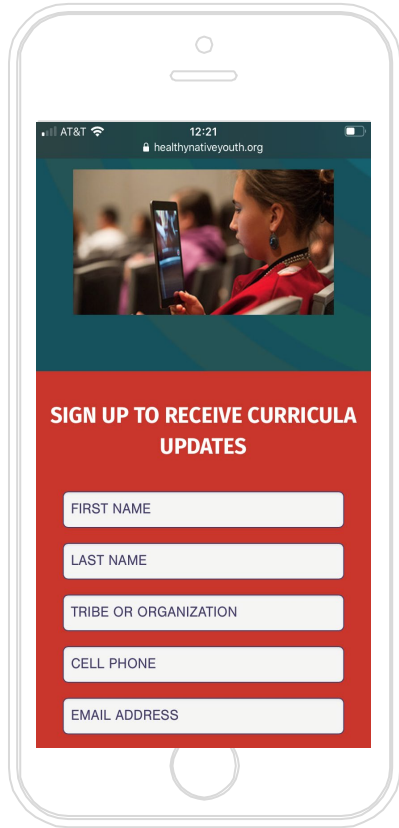 AT&T
12:21
healthynativeyouth.org
SIGN UP TO RECEIVE CURRICULA
UPDATES
FIRST NAME
LAST NAME
TRIBE OR ORGANIZATION
CELL PHONE
EMAIL ADDRESS